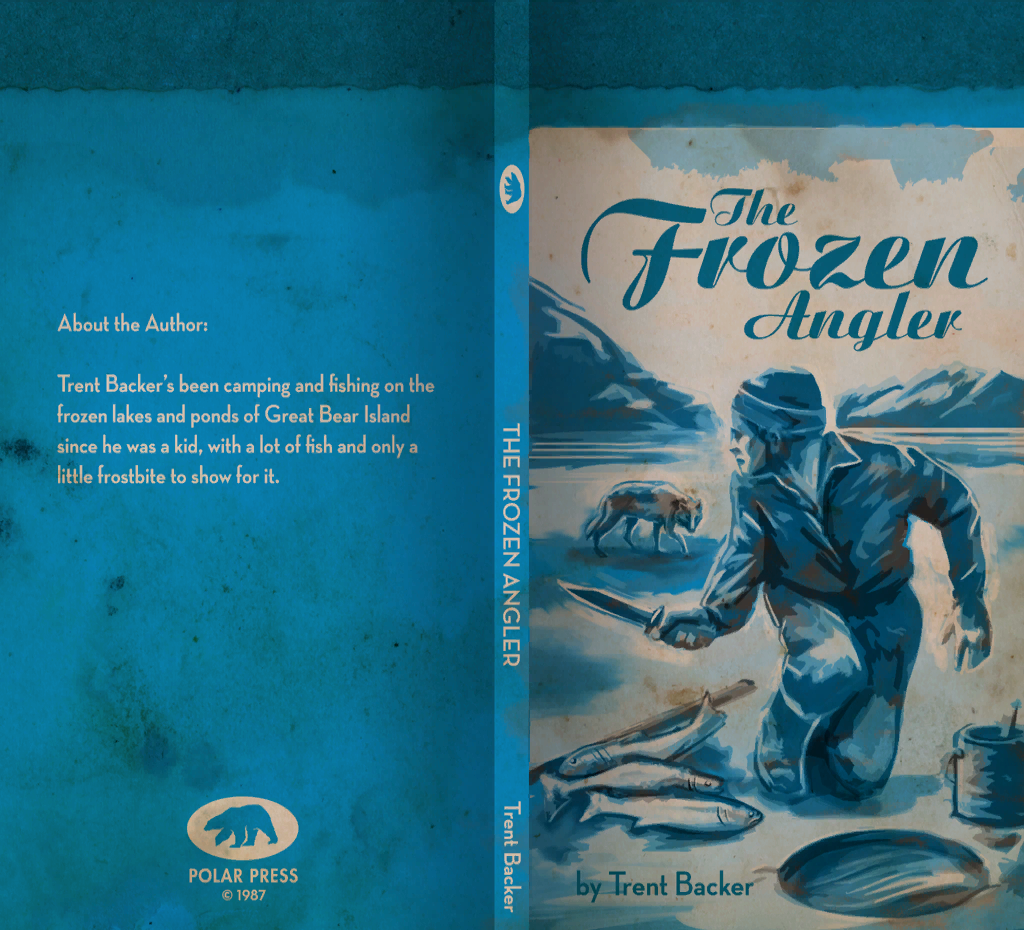 About the Author:
Trent Backer's been camping and fishing on the
frozen lakes and ponds of Great Bear Island
since he was a kid, with a lot of fish and only a
little frostbite to show for it.
POLAR PRESS
© 1987
THE FROZEN ANGLER
Trent Backer
The
Frozen
Angler
by Trent Backer